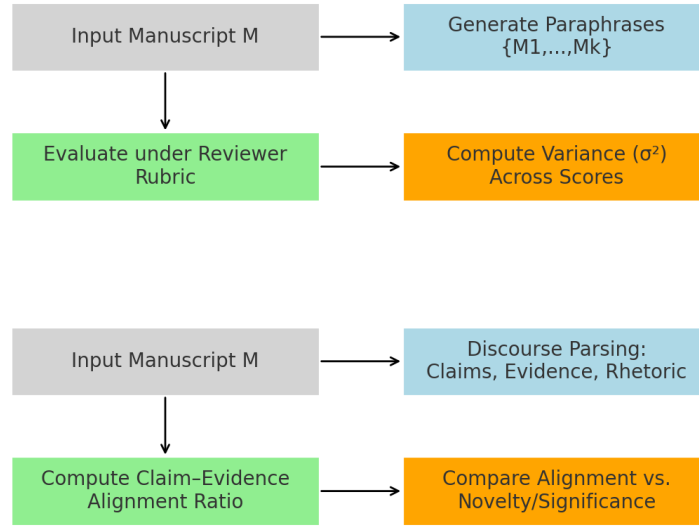 Input Manuscript M
Generate Paraphrases
{M1,...,Mk}
Evaluate under Reviewer
Rubric
Compute Variance (σ²)
Across Scores
Input Manuscript M
Discourse Parsing:
Claims, Evidence, Rhetoric
Compute Claim–Evidence
Alignment Ratio
Compare Alignment vs.
Novelty/Significance